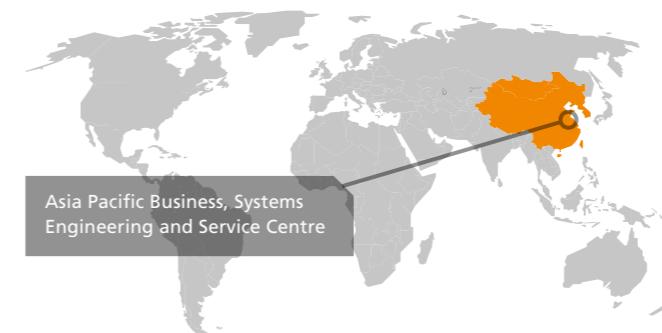 Asia Pacific Business, Systems
Engineering and Service Centre